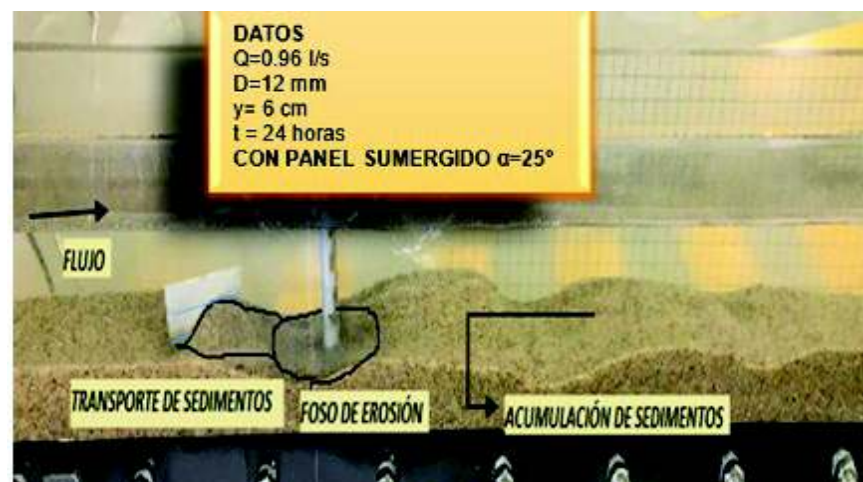 DATOS
Q=0.96 l/s
D=12 mm
y= 6 cm
t = 24 horas
CON PANEL SUMERGIDO α=25º
FLUJO
TRANSPORTE DE SEDIMENTOS
FOSO DE EROSIÓN
ACUMULACIÓN DE SEDIMENTOS